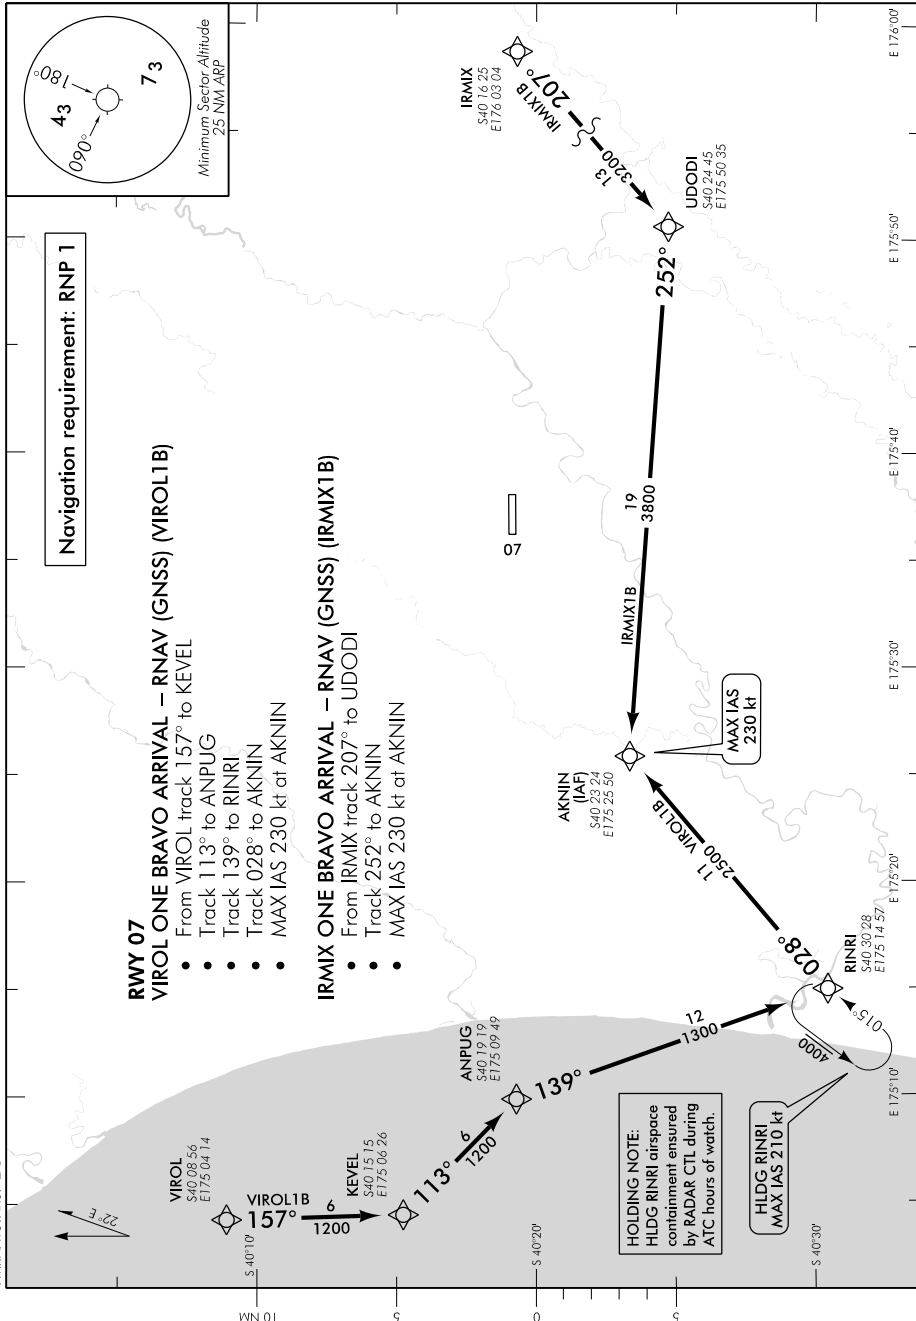 Navigation requirement: RNP 1
4₃
7₃
180°
060°
Minimum Sector Altitude
25 NM ARP
RWY 07
VIROL ONE BRAVO ARRIVAL – RNAV (GNSS) (VIROL1B)
• From VIROL track 157° to KEVEL
• Track 113° to ANPUG
• Track 139° to RINRI
• Track 028° to AKNIN
• MAX IAS 230 kt at AKNIN
IRMIX ONE BRAVO ARRIVAL – RNAV (GNSS) (IRMIX1B)
• From IRMIX track 207° to UDODI
• Track 252° to AKNIN
• MAX IAS 230 kt at AKNIN
22° E
VIROL
S40 08 56
E175 04 14
VIROL1B
157°
6
1200
KEVEL
S40 15 15
E175 06 26
113°
6
1200
ANPUG
S40 19 19
E175 09 49
139°
12
1300
RINRI
S40 30 28
E175 14 57
028°
015°
4000
HLDG RINRI
MAX IAS 210 kt
HOLDING NOTE:
HLDG RINRI airspace
containment ensured
by RADAR CTL during
ATC hours of watch.
VIROL1B
11
2500
AKNIN
(IAF)
S40 23 24
E175 25 50
MAX IAS
230 kt
IRMIX1B
19
3800
252°
07
UDODI
S40 24 45
E175 50 35
13
3200
IRMIX1B
207°
IRMIX
S40 16 25
E176 03 04
S 40°10'
S 40°20'
S 40°30'
10 NM
5
0
5
E 175°10'
E 175°20'
E 175°30'
E 175°40'
E 175°50'
E 176°00'